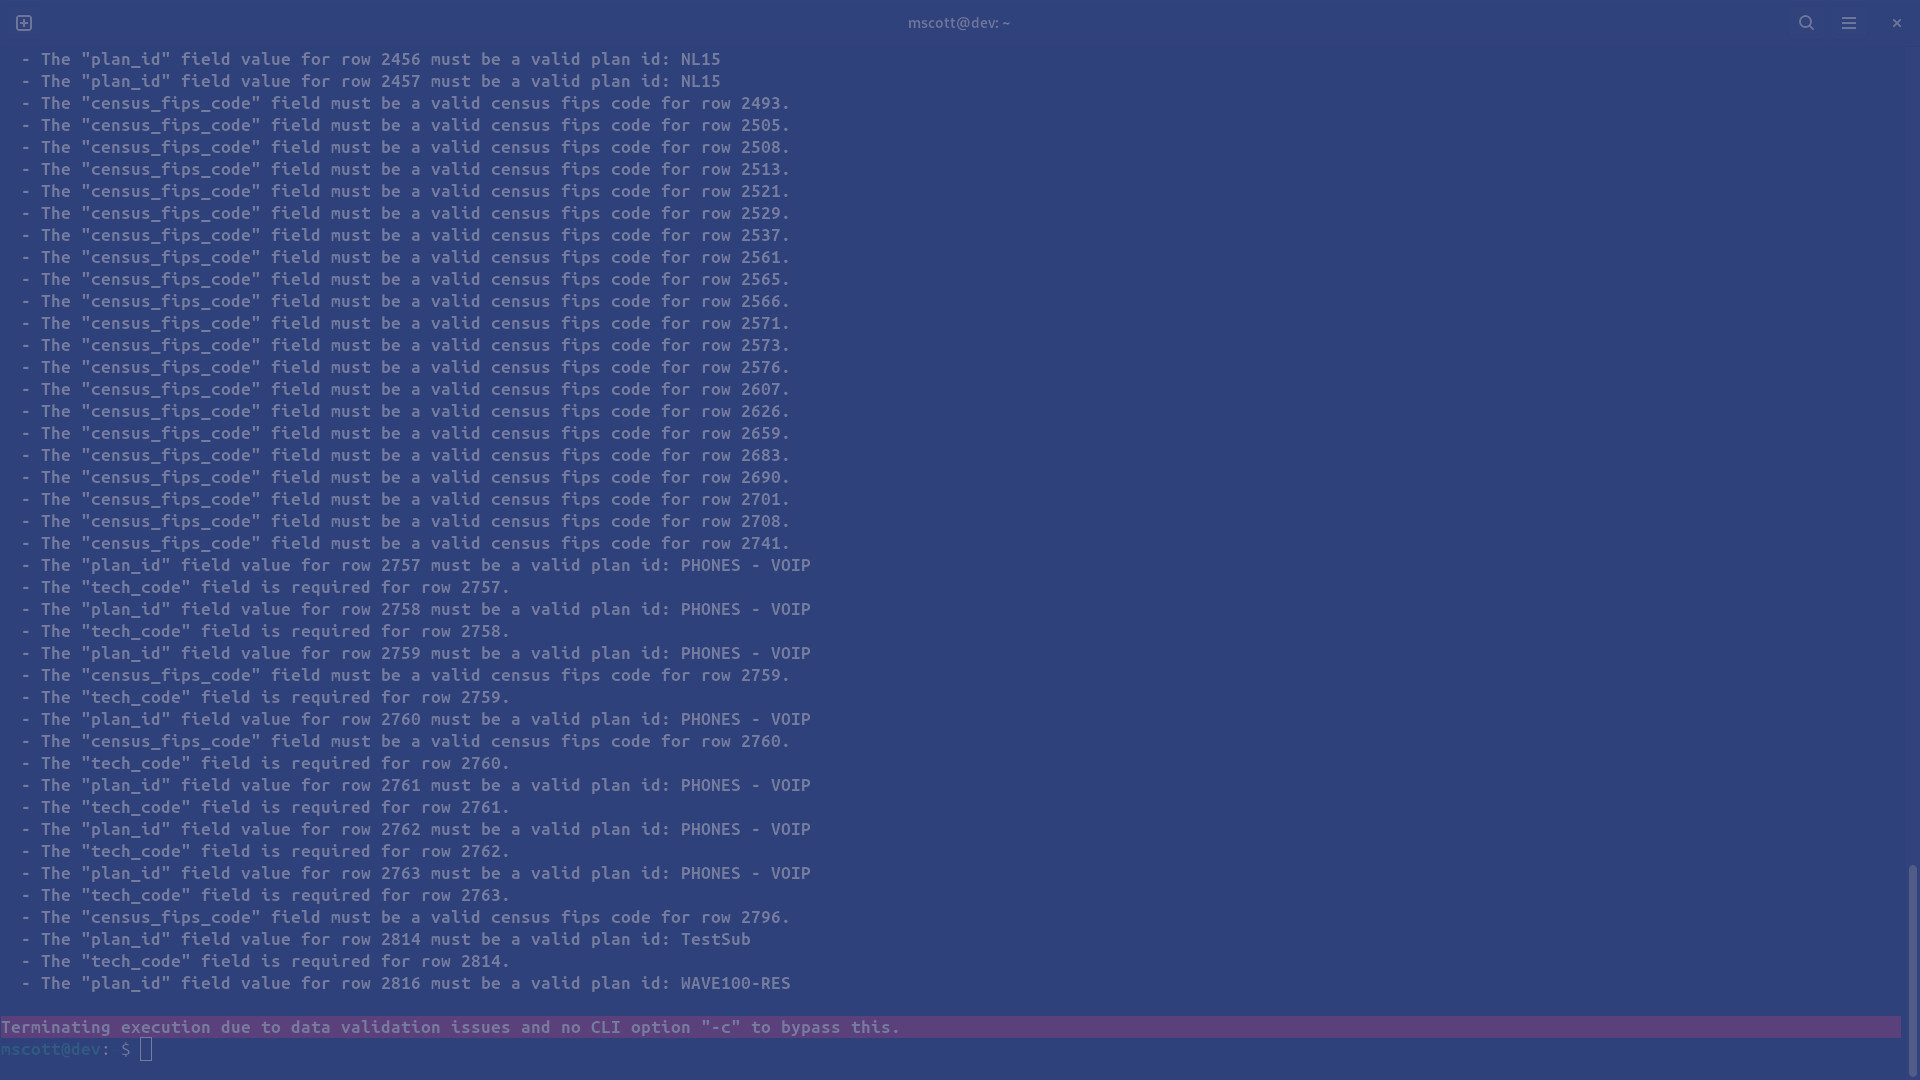 mscott@dev: ~
- The "plan_id" field value for row 2456 must be a valid plan id: NL15
- The "plan_id" field value for row 2457 must be a valid plan id: NL15
- The "census_fips_code" field must be a valid census fips code for row 2493.
- The "census_fips_code" field must be a valid census fips code for row 2505.
- The "census_fips_code" field must be a valid census fips code for row 2508.
- The "census_fips_code" field must be a valid census fips code for row 2513.
- The "census_fips_code" field must be a valid census fips code for row 2521.
- The "census_fips_code" field must be a valid census fips code for row 2529.
- The "census_fips_code" field must be a valid census fips code for row 2537.
- The "census_fips_code" field must be a valid census fips code for row 2561.
- The "census_fips_code" field must be a valid census fips code for row 2565.
- The "census_fips_code" field must be a valid census fips code for row 2566.
- The "census_fips_code" field must be a valid census fips code for row 2571.
- The "census_fips_code" field must be a valid census fips code for row 2573.
- The "census_fips_code" field must be a valid census fips code for row 2576.
- The "census_fips_code" field must be a valid census fips code for row 2607.
- The "census_fips_code" field must be a valid census fips code for row 2626.
- The "census_fips_code" field must be a valid census fips code for row 2659.
- The "census_fips_code" field must be a valid census fips code for row 2683.
- The "census_fips_code" field must be a valid census fips code for row 2690.
- The "census_fips_code" field must be a valid census fips code for row 2701.
- The "census_fips_code" field must be a valid census fips code for row 2708.
- The "census_fips_code" field must be a valid census fips code for row 2741.
- The "plan_id" field value for row 2757 must be a valid plan id: PHONES - VOIP
- The "tech_code" field is required for row 2757.
- The "plan_id" field value for row 2758 must be a valid plan id: PHONES - VOIP
- The "tech_code" field is required for row 2758.
- The "plan_id" field value for row 2759 must be a valid plan id: PHONES - VOIP
- The "census_fips_code" field must be a valid census fips code for row 2759.
- The "tech_code" field is required for row 2759.
- The "plan_id" field value for row 2760 must be a valid plan id: PHONES - VOIP
- The "census_fips_code" field must be a valid census fips code for row 2760.
- The "tech_code" field is required for row 2760.
- The "plan_id" field value for row 2761 must be a valid plan id: PHONES - VOIP
- The "tech_code" field is required for row 2761.
- The "plan_id" field value for row 2762 must be a valid plan id: PHONES - VOIP
- The "tech_code" field is required for row 2762.
- The "plan_id" field value for row 2763 must be a valid plan id: PHONES - VOIP
- The "tech_code" field is required for row 2763.
- The "census_fips_code" field must be a valid census fips code for row 2796.
- The "plan_id" field value for row 2814 must be a valid plan id: TestSub
- The "tech_code" field is required for row 2814.
- The "plan_id" field value for row 2816 must be a valid plan id: WAVE100-RES
Terminating execution due to data validation issues and no CLI option "-c" to bypass this.
mscott@dev: $